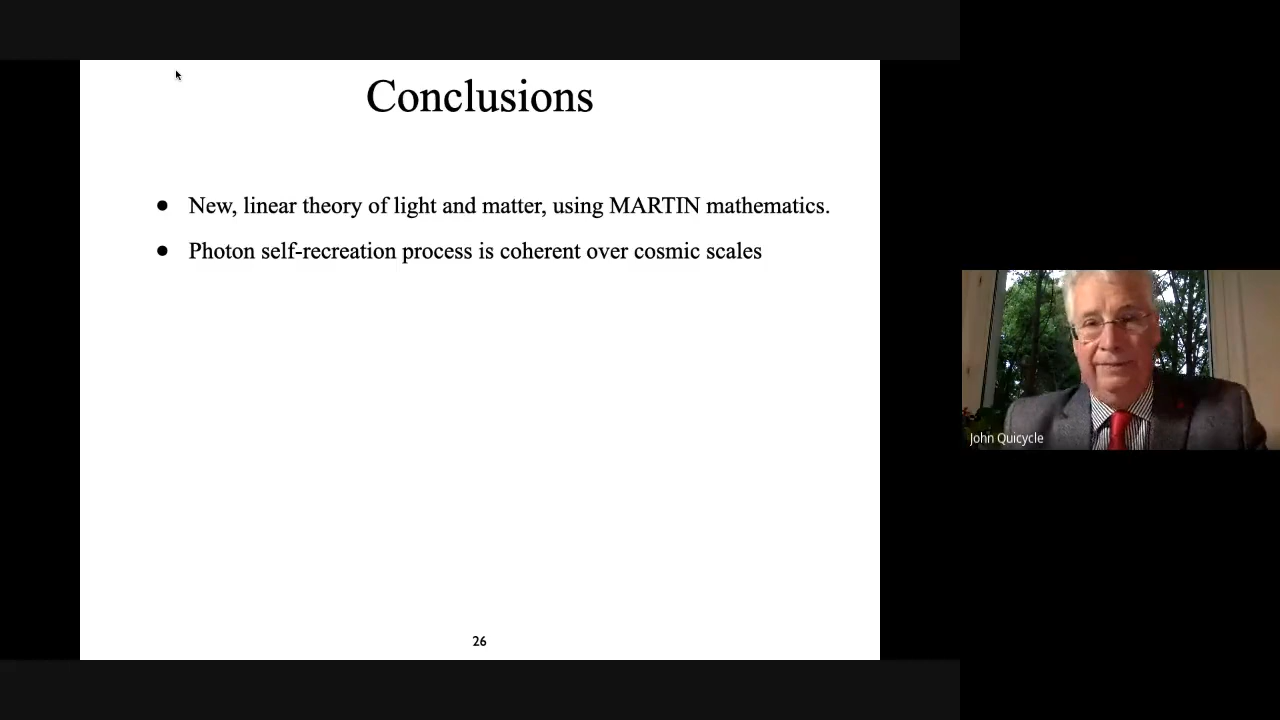 Conclusions
● New, linear theory of light and matter, using MARTIN mathematics.
● Photon self-recreation process is coherent over cosmic scales
John Quicycle
26